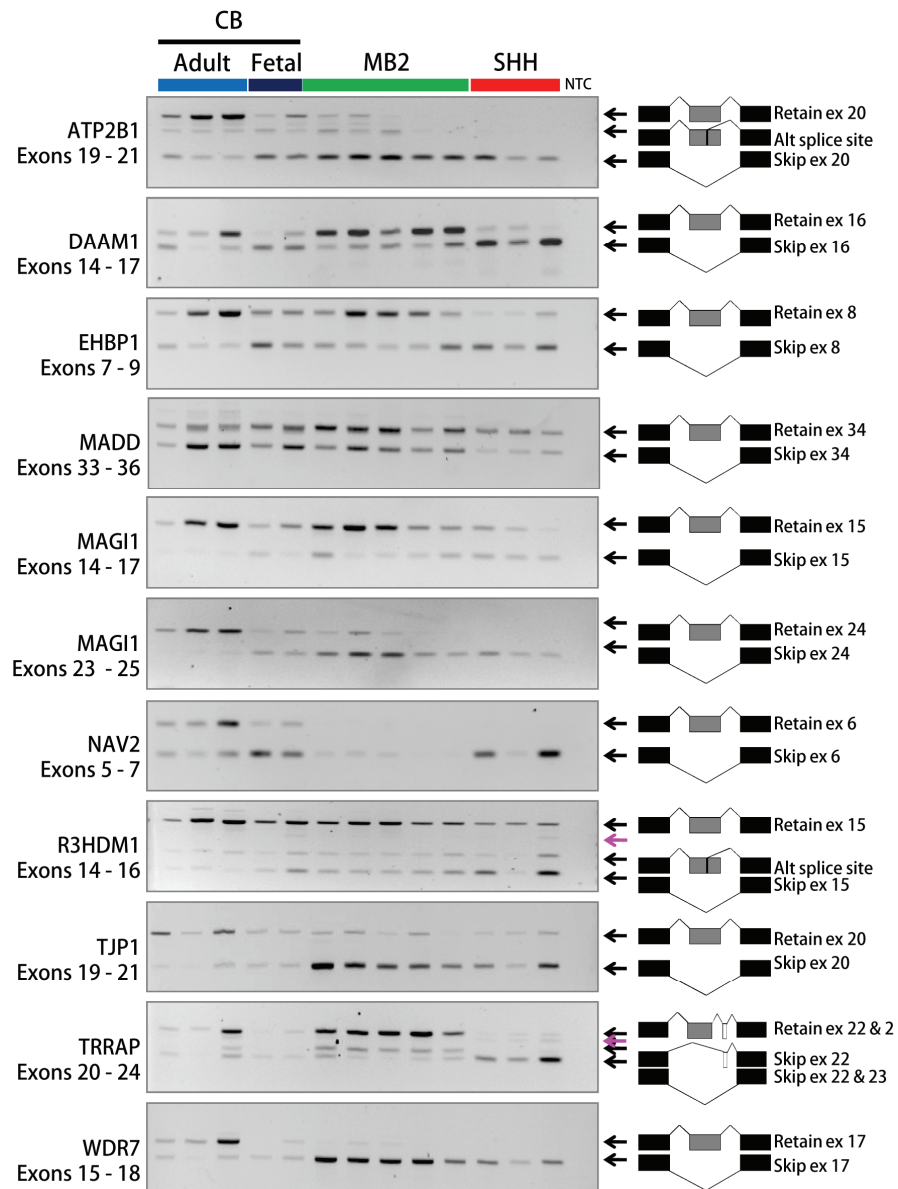 CB
Adult Fetal MB2 SHH NTC
ATP2B1
Exons 19 - 21
Retain ex 20
Alt splice site
Skip ex 20
DAAM1
Exons 14 - 17
Retain ex 16
Skip ex 16
EHBP1
Exons 7 - 9
Retain ex 8
Skip ex 8
MADD
Exons 33 - 36
Retain ex 34
Skip ex 34
MAGI1
Exons 14 - 17
Retain ex 15
Skip ex 15
MAGI1
Exons 23 - 25
Retain ex 24
Skip ex 24
NAV2
Exons 5 - 7
Retain ex 6
Skip ex 6
R3HDM1
Exons 14 - 16
Retain ex 15
Alt splice site
Skip ex 15
TJP1
Exons 19 - 21
Retain ex 20
Skip ex 20
TRRAP
Exons 20 - 24
Retain ex 22 & 2
Skip ex 22
Skip ex 22 & 23
WDR7
Exons 15 - 18
Retain ex 17
Skip ex 17